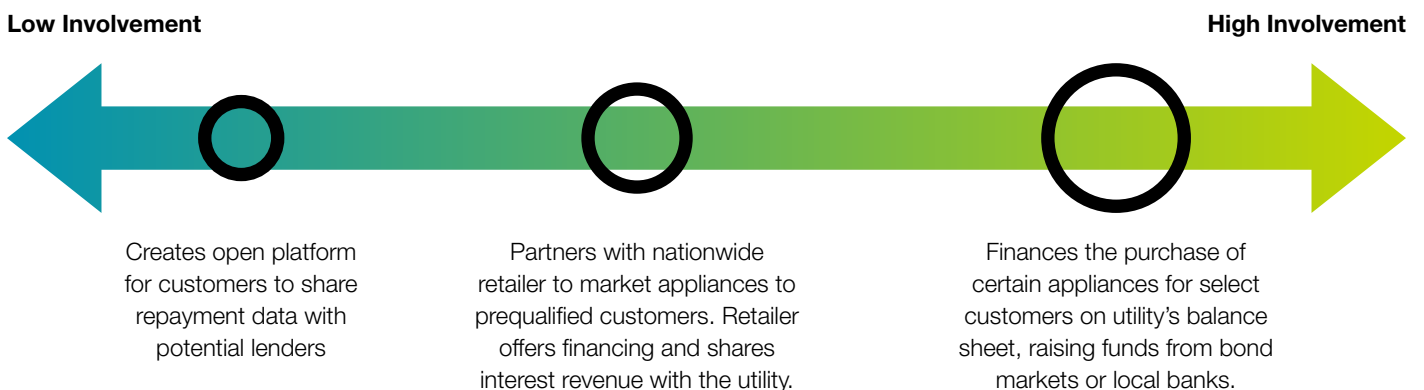 Low Involvement
High Involvement
Creates open platform
for customers to share
repayment data with
potential lenders
Partners with nationwide
retailer to market appliances to
prequalified customers. Retailer
offers financing and shares
interest revenue with the utility.
Finances the purchase of
certain appliances for select
customers on utility’s balance
sheet, raising funds from bond
markets or local banks.